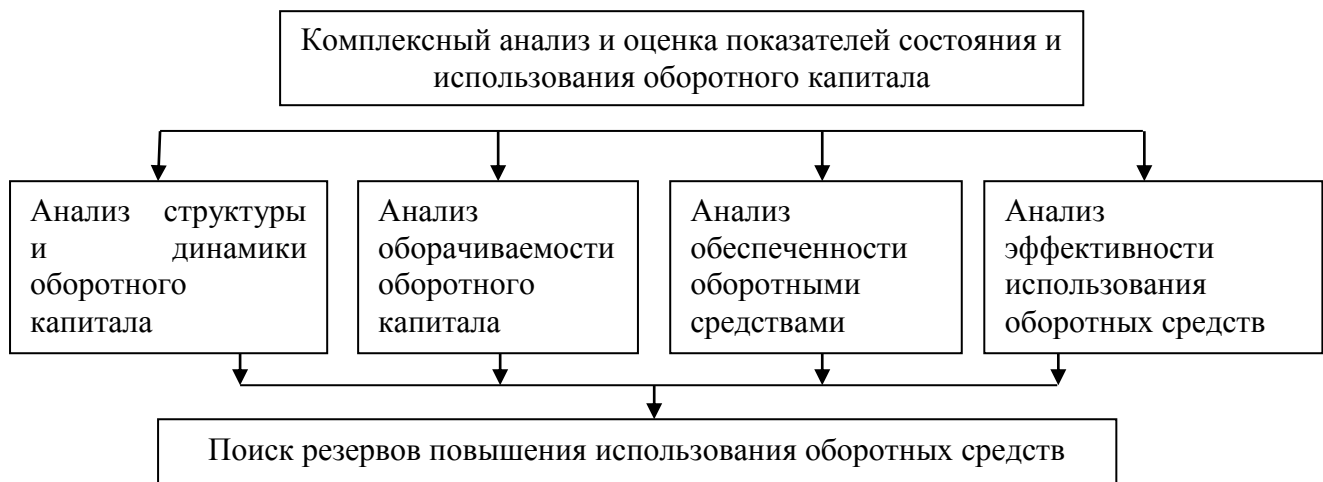 Комплексный анализ и оценка показателей состояния и
использования оборотного капитала
Анализ структуры
и динамики
оборотного
капитала
Анализ
оборачиваемости
оборотного
капитала
Анализ
обеспеченности
оборотными
средствами
Анализ
эффективности
использования
оборотных средств
Поиск резервов повышения использования оборотных средств